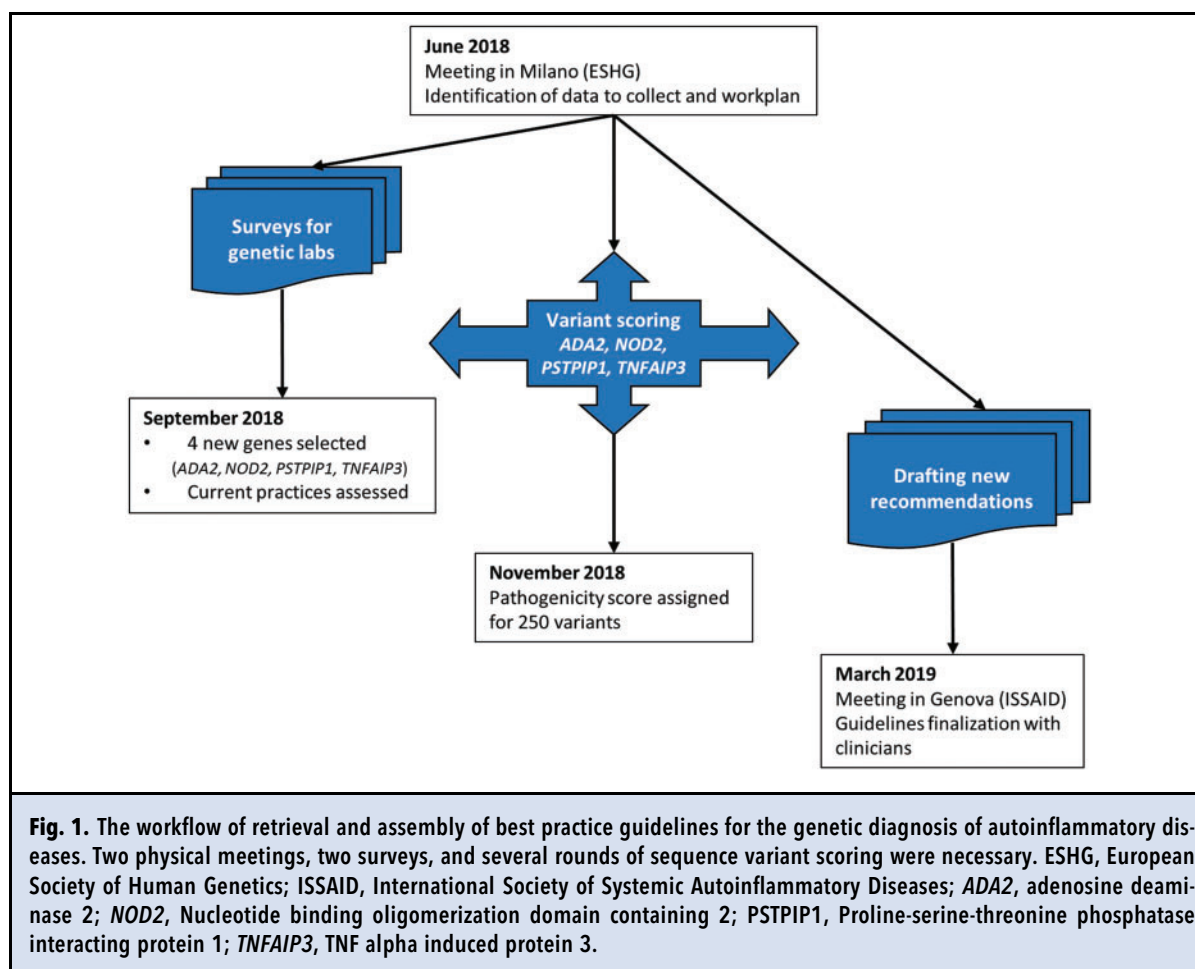 June 2018
Meeting in Milano (ESHG)
Identification of data to collect and workplan
Surveys for
genetic labs
Variant scoring
ADA2, NOD2,
PSTPIP1, TNFAIP3
September 2018
• 4 new genes selected
(ADA2, NOD2, PSTPIP1, TNFAIP3)
• Current practices assessed
Drafting new
recommendations
November 2018
Pathogenicity score assigned
for 250 variants
March 2019
Meeting in Genova (ISSAID)
Guidelines finalization with
clinicians
Fig. 1. The workflow of retrieval and assembly of best practice guidelines for the genetic diagnosis of autoinflammatory dis-
eases. Two physical meetings, two surveys, and several rounds of sequence variant scoring were necessary. ESHG, European
Society of Human Genetics; ISSAID, International Society of Systemic Autoinflammatory Diseases; ADA2, adenosine deami-
nase 2; NOD2, Nucleotide binding oligomerization domain containing 2; PSTPIP1, Proline-serine-threonine phosphatase
interacting protein 1; TNFAIP3, TNF alpha induced protein 3.